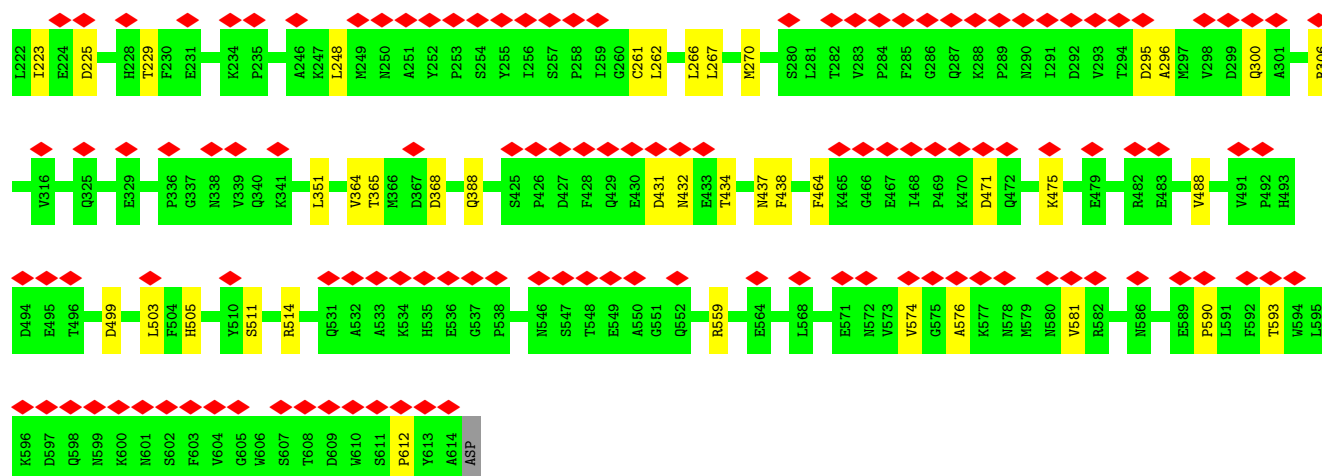 L222 I223 E224 D225 H228 T229 F230 E231 K234 P235 A246 K247 L248 M249 N250 A251 Y252 P253 S254 Y255 I256 S257 P258 I259 G260 C261 L262 L266 L267 M270 S280 L281 T282 V283 P284 F285 G286 Q287 K288 P289 N290 I291 D292 V293 T294 D295 A296 M297 V298 D299 Q300 A301
V316 Q325 E329 P336 G337 N338 V339 Q340 K341 L351 V364 T365 M366 D367 D368 Q388 S425 P426 D427 F428 Q429 E430 D431 N432 E433 T434 N437 F438 F464 K465 G466 E467 I468 P469 K470 D471 Q472 K475 E479 R482 E483 V488 V491 P492 H493
D494 E495 T496 D499 L503 F504 H505 Y510 S511 R514 Q531 A532 A533 K534 H535 E536 G537 P538 N546 S547 T548 E549 A550 G551 Q552 R559 E564 L568 E571 N572 V573 V574 G575 A576 K577 N578 M579 N580 V581 R582 N586 E589 P590 L591 F592 T593 W594 L595
K596 D597 Q598 N599 K600 N601 S602 F603 V604 G605 W606 S607 T608 D609 W610 S611 P612 Y613 A614 ASP